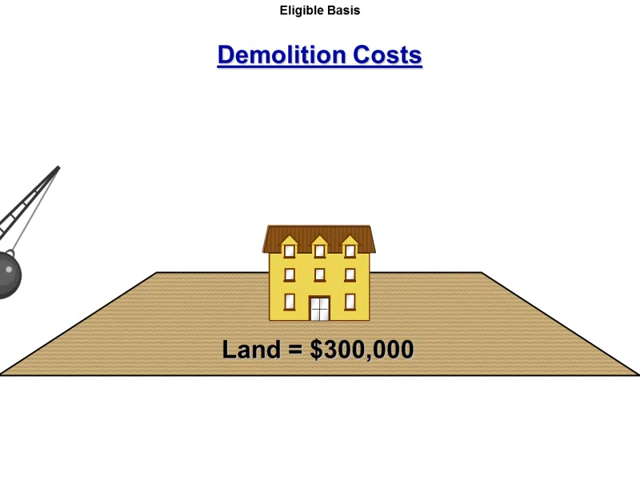 Eligible Basis
Demolition Costs
Land = $300,000